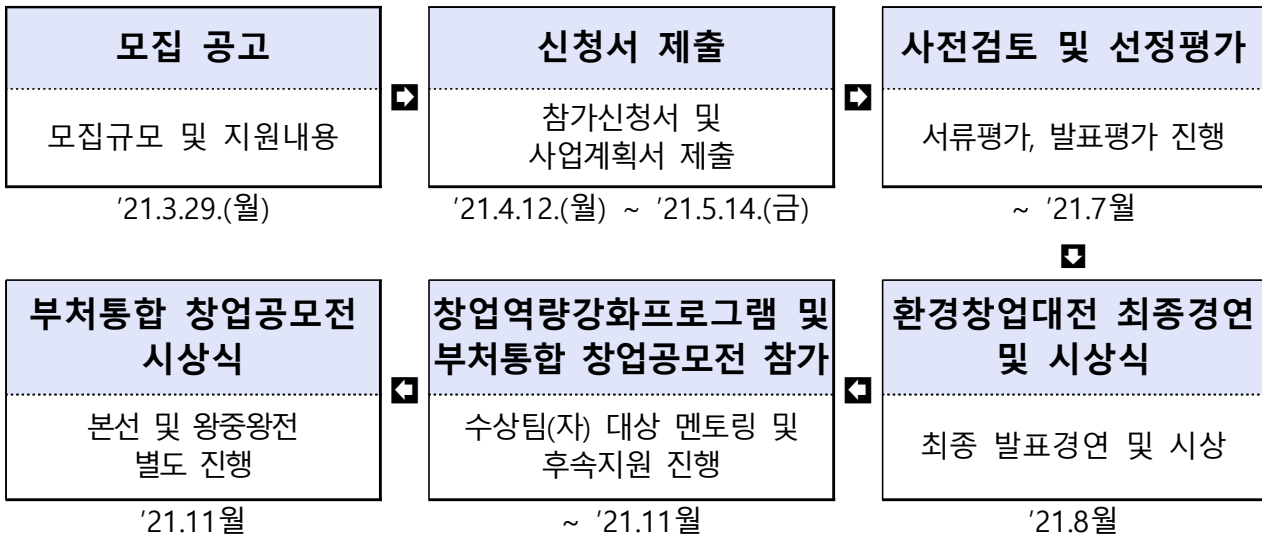 모집 공고
모집규모 및 지원내용
'21.3.29.(월)
신청서 제출
참가신청서 및
사업계획서 제출
'21.4.12.(월) ~ '21.5.14.(금)
사전검토 및 선정평가
서류평가, 발표평가 진행
~ '21.7월
환경창업대전 최종경연
및 시상식
최종 발표경연 및 시상
'21.8월
창업역량강화프로그램 및
부처통합 창업공모전 참가
수상팀(자) 대상 멘토링 및
후속지원 진행
~ '21.11월
부처통합 창업공모전
시상식
본선 및 왕중왕전
별도 진행
'21.11월